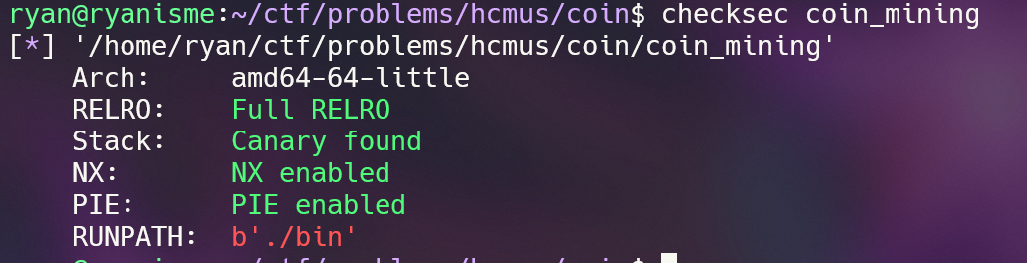 ryan@ryanisme:~/ctf/problems/hcmus/coin$ checksec coin_mining
[*] '/home/ryan/ctf/problems/hcmus/coin/coin_mining'
    Arch:     amd64-64-little
    RELRO:    Full RELRO
    Stack:    Canary found
    NX:       NX enabled
    PIE:      PIE enabled
    RUNPATH:  b'./bin'